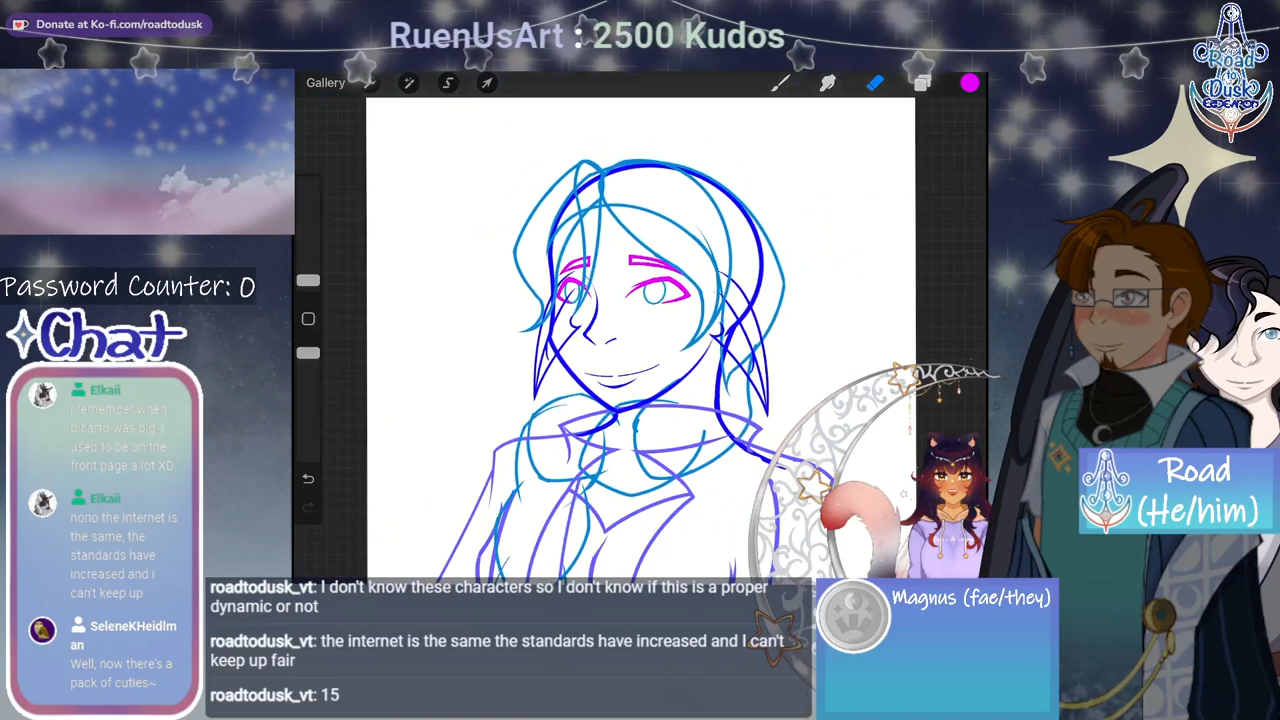 Donate at Ko-fi.com/roadtodusk
RuenUsArt : 2500 Kudos
Road
to
Dusk
Gallery
Password Counter: 0
Chat
Elkaii
I remember when
picarto was big i
used to be on the
front page a lot XD
Elkaii
nono the internet is
the same, the
standards have
increased and I
can't keep up
SeleneKHeidlm
an
Well, now there's a
pack of cuties~
roadtodusk_vt: I don't know these characters so I don't know if this is a proper
dynamic or not
roadtodusk_vt: the internet is the same the standards have increased and I can't
keep up fair
roadtodusk_vt: 15
Magnus (fae/they)
Road
(He/him)